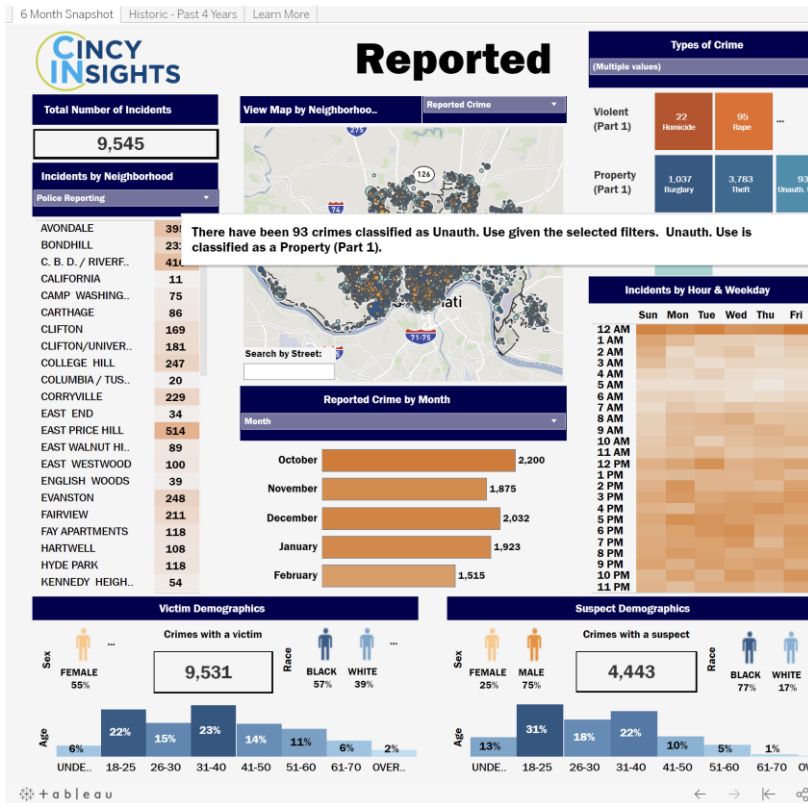 6 Month Snapshot
Historic - Past 4 Years
Learn More
CINCY
INSIGHTS
Reported
Types of Crime
(Multiple values)
Total Number of Incidents
9,545
View Map by Neighborhoo..
Reported Crime
Violent
(Part 1)
22
Homicide
95
Rape
...
Incidents by Neighborhood
Police Reporting
Property
(Part 1)
1,037
Burglary
3,783
Theft
93
Unauth.
275
126
74
There have been 93 crimes classified as Unauth. Use given the selected filters. Unauth. Use is
classified as a Property (Part 1).
AVONDALE 395
BONDHILL 231
C. B. D. / RIVERF.. 410
CALIFORNIA 11
CAMP WASHING.. 75
CARTHAGE 86
CLIFTON 169
CLIFTON/UNIVER.. 181
COLLEGE HILL 247
COLUMBIA / TUS.. 20
CORRYVILLE 229
EAST END 34
EAST PRICE HILL 514
EAST WALNUT HI.. 89
EAST WESTWOOD 100
ENGLISH WOODS 39
EVANSTON 248
FAIRVIEW 211
FAY APARTMENTS 118
HARTWELL 108
HYDE PARK 118
KENNEDY HEIGH.. 54
71-75
Search by Street:
Reported Crime by Month
Month
October 2,200
November 1,875
December 2,032
January 1,923
February 1,515
Incidents by Hour & Weekday
Sun Mon Tue Wed Thu Fri
12 AM
1 AM
2 AM
3 AM
4 AM
5 AM
6 AM
7 AM
8 AM
9 AM
10 AM
11 AM
12 PM
1 PM
2 PM
3 PM
4 PM
5 PM
6 PM
7 PM
8 PM
9 PM
10 PM
11 PM
Victim Demographics
Sex
FEMALE
55%
...
Crimes with a victim
9,531
Race
BLACK
57%
WHITE
39%
...
Age
6% 22% 15% 23% 14% 11% 6% 2%
UNDE.. 18-25 26-30 31-40 41-50 51-60 61-70 OVER..
Suspect Demographics
Sex
FEMALE
25%
MALE
75%
Crimes with a suspect
4,443
Race
BLACK
77%
WHITE
17%
Age
13% 31% 18% 22% 10% 5% 1%
UNDE.. 18-25 26-30 31-40 41-50 51-60 61-70
+ a b l e a u